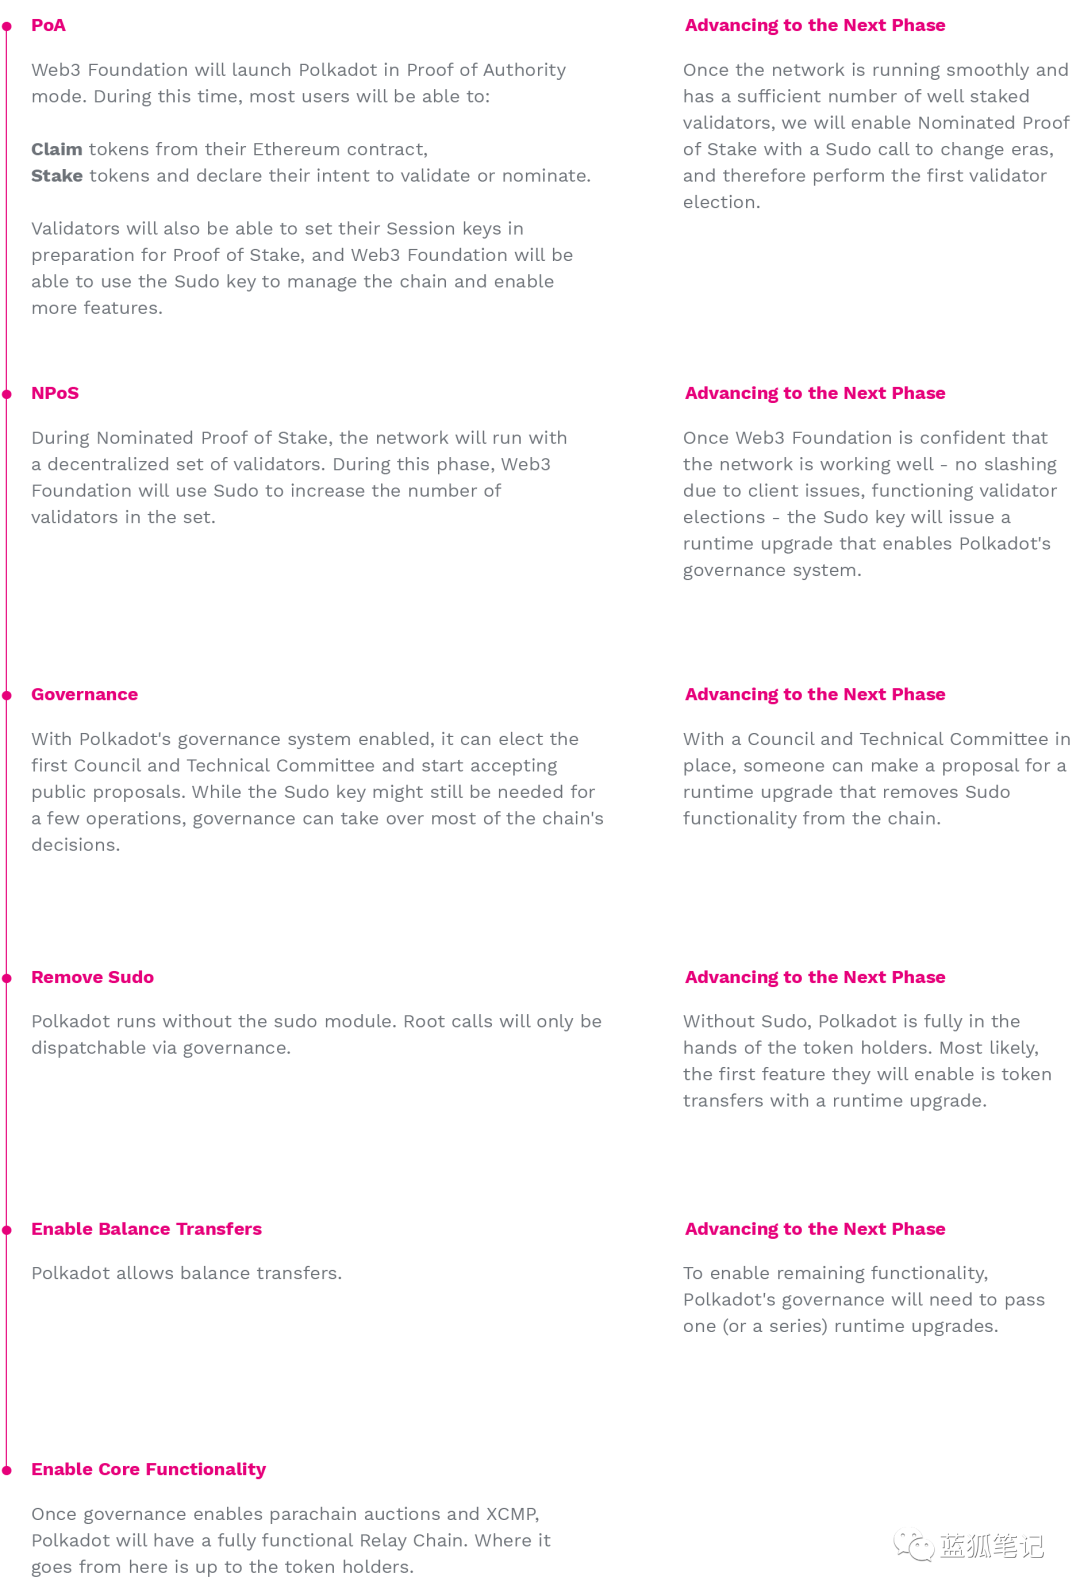 PoA
Web3 Foundation will launch Polkadot in Proof of Authority
mode. During this time, most users will be able to:
Claim tokens from their Ethereum contract,
Stake tokens and declare their intent to validate or nominate.
Validators will also be able to set their Session keys in
preparation for Proof of Stake, and Web3 Foundation will be
able to use the Sudo key to manage the chain and enable
more features.
Advancing to the Next Phase
Once the network is running smoothly and
has a sufficient number of well staked
validators, we will enable Nominated Proof
of Stake with a Sudo call to change eras,
and therefore perform the first validator
election.
NPoS
During Nominated Proof of Stake, the network will run with
a decentralized set of validators. During this phase, Web3
Foundation will use Sudo to increase the number of
validators in the set.
Advancing to the Next Phase
Once Web3 Foundation is confident that
the network is working well - no slashing
due to client issues, functioning validator
elections - the Sudo key will issue a
runtime upgrade that enables Polkadot's
governance system.
Governance
With Polkadot's governance system enabled, it can elect the
first Council and Technical Committee and start accepting
public proposals. While the Sudo key might still be needed for
a few operations, governance can take over most of the chain's
decisions.
Advancing to the Next Phase
With a Council and Technical Committee in
place, someone can make a proposal for a
runtime upgrade that removes Sudo
functionality from the chain.
Remove Sudo
Polkadot runs without the sudo module. Root calls will only be
dispatchable via governance.
Advancing to the Next Phase
Without Sudo, Polkadot is fully in the
hands of the token holders. Most likely,
the first feature they will enable is token
transfers with a runtime upgrade.
Enable Balance Transfers
Polkadot allows balance transfers.
Advancing to the Next Phase
To enable remaining functionality,
Polkadot's governance will need to pass
one (or a series) runtime upgrades.
Enable Core Functionality
Once governance enables parachain auctions and XCMP,
Polkadot will have a fully functional Relay Chain. Where it
goes from here is up to the token holders.
蓝狐笔记